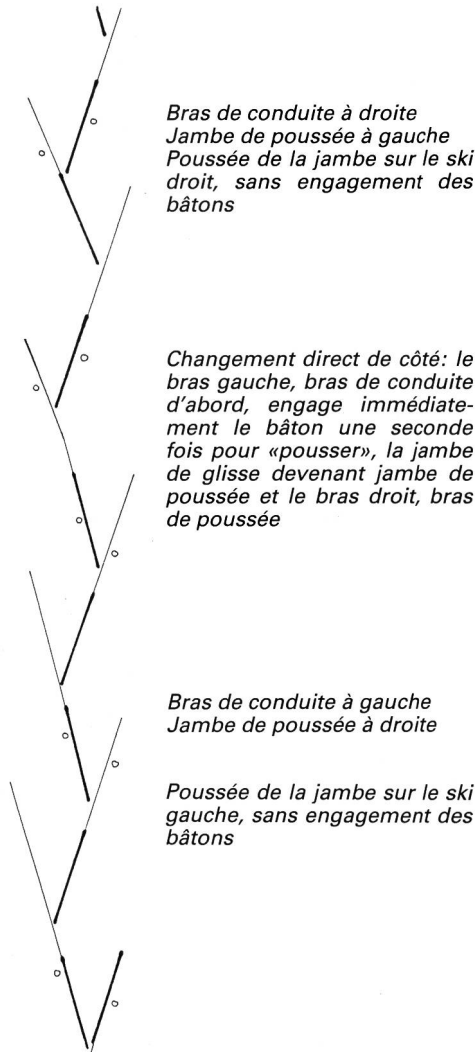 Bras de conduite à droite
Jambe de poussée à gauche
Poussée de la jambe sur le ski
droit, sans engagement des
bâtons
Changement direct de côté: le
bras gauche, bras de conduite
d'abord, engage immédiate-
ment le bâton une seconde
fois pour «pousser», la jambe
de glisse devenant jambe de
poussée et le bras droit, bras
de poussée
Bras de conduite à gauche
Jambe de poussée à droite
Poussée de la jambe sur le ski
gauche, sans engagement des
bâtons